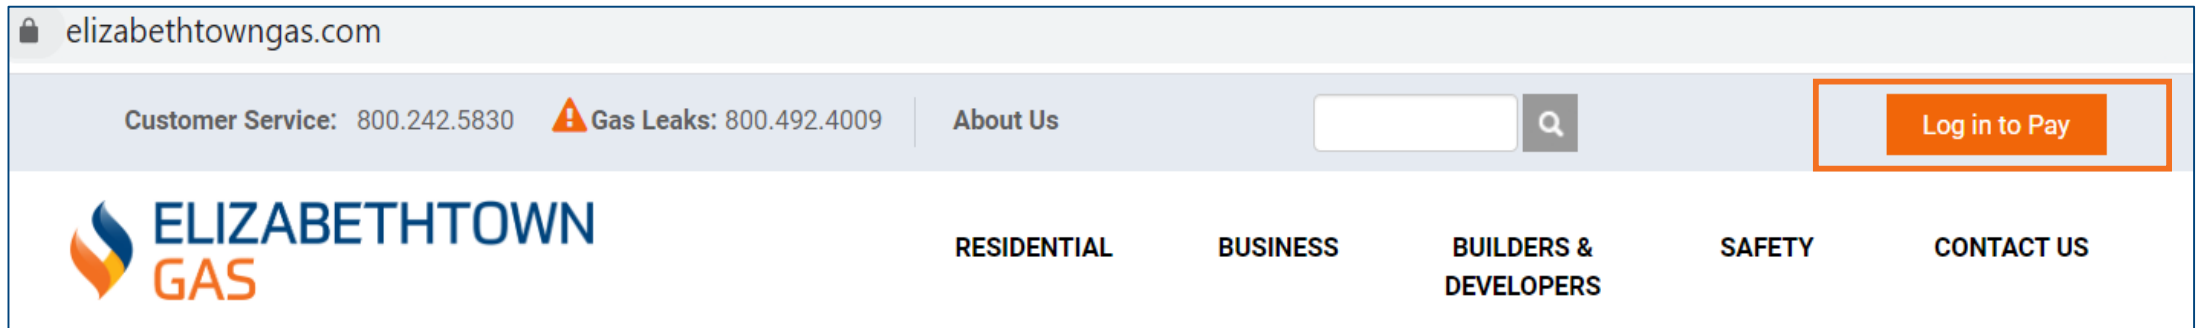 elizabethtowngas.com
Customer Service: 800.242.5830 Gas Leaks: 800.492.4009 About Us Log in to Pay
ELIZABETHTOWN
GAS
RESIDENTIAL BUSINESS BUILDERS & SAFETY CONTACT US
DEVELOPERS